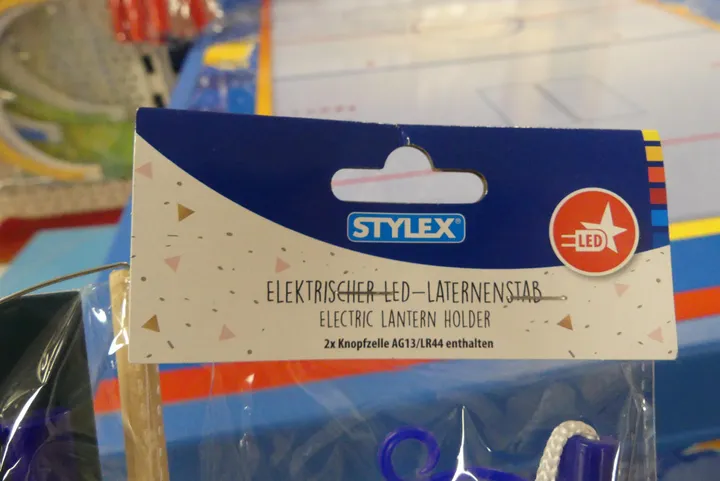 STYLEX®
LED
ELEKTRISCHER LED-LATERNENSTAB
ELECTRIC LANTERN HOLDER
2x Knopfzelle AG13/LR44 enthalten